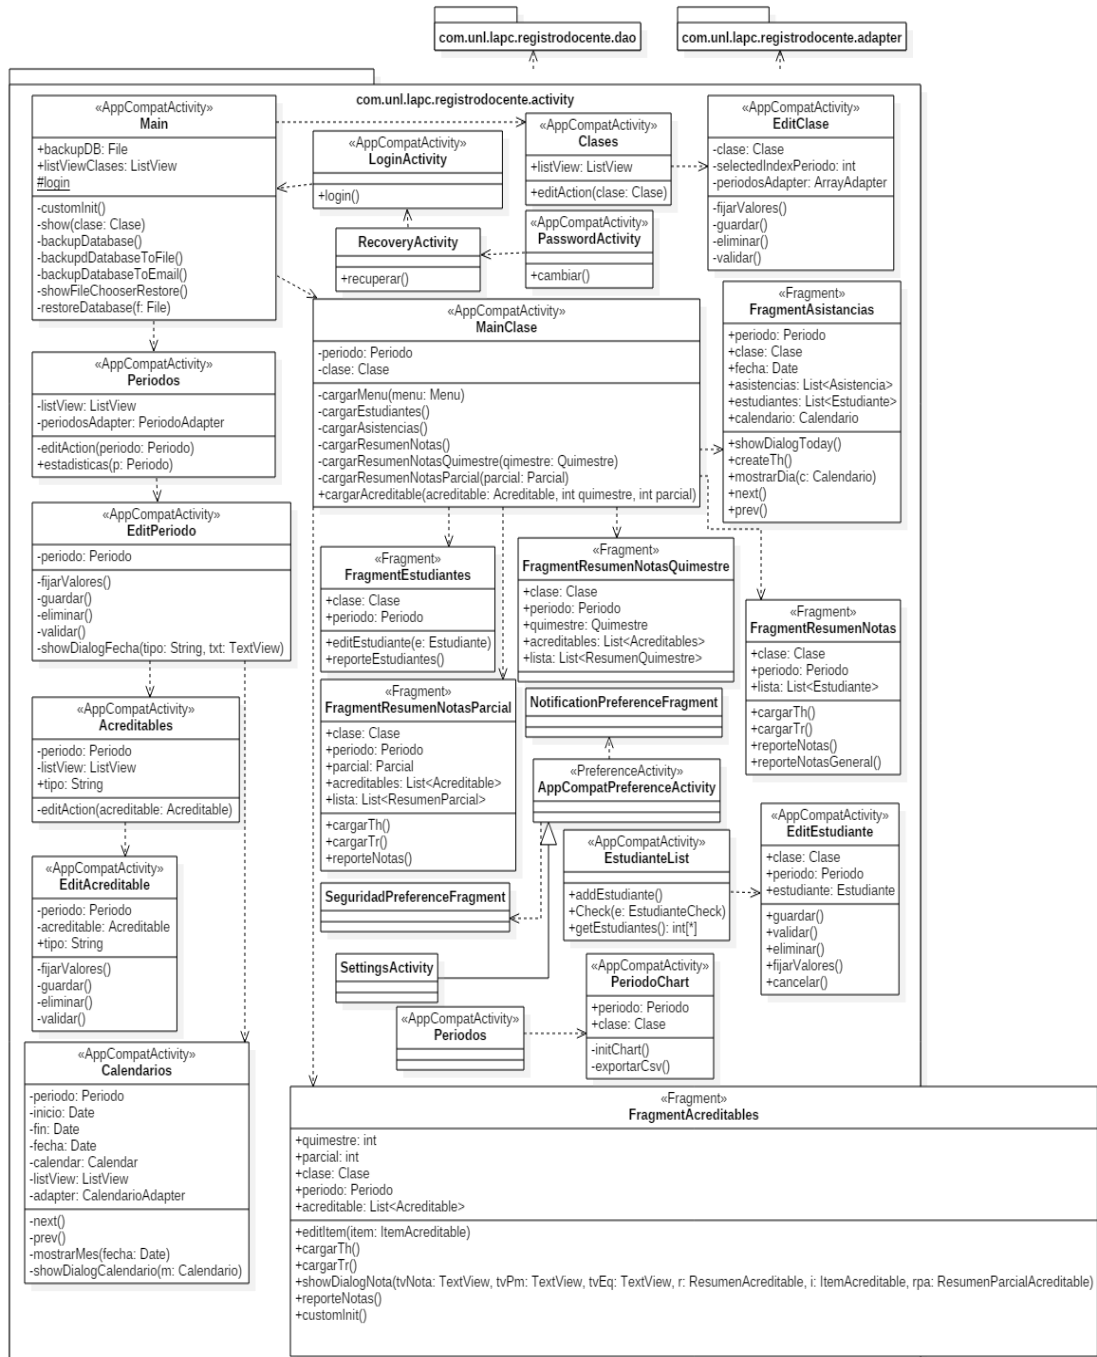 com.unl.lapc.registrodocente.dao
com.unl.lapc.registrodocente.adapter
com.unl.lapc.registrodocente.activity
«AppCompatActivity»
Main
+backupDB: File
+listViewClases: ListView
#login
-customInit()
-show(clase: Clase)
-backupDatabase()
-backupdDatabaseToFile()
-backupDatabaseToEmail()
-showFileChooserRestore()
-restoreDatabase(f: File)
«AppCompatActivity»
LoginActivity
+login()
«AppCompatActivity»
Clases
+listView: ListView
+editAction(clase: Clase)
«AppCompatActivity»
EditClase
-clase: Clase
-selectedIndexPeriodo: int
-periodosAdapter: ArrayAdapter
-fijarValores()
-guardar()
-eliminar()
-validar()
RecoveryActivity
+recuperar()
«AppCompatActivity»
PasswordActivity
+cambiar()
«AppCompatActivity»
MainClase
-periodo: Periodo
-clase: Clase
-cargarMenu(menu: Menu)
-cargarEstudiantes()
-cargarAsistencias()
-cargarResumenNotas()
-cargarResumenNotasQuimestre(qimestre: Quimestre)
-cargarResumenNotasParcial(parcial: Parcial)
+cargarAcreditable(acreditable: Acreditable, int quimestre, int parcial)
«Fragment»
FragmentAsistancias
+periodo: Periodo
+clase: Clase
+fecha: Date
+asistencias: List<Asistencia>
+estudiantes: List<Estudiante>
+calendario: Calendario
+showDialogToday()
+createTh()
+mostrarDia(c: Calendario)
+next()
+prev()
«AppCompatActivity»
Periodos
-listView: ListView
-periodosAdapter: PeriodoAdapter
-editAction(periodo: Periodo)
+estadisticas(p: Periodo)
«AppCompatActivity»
EditPeriodo
-periodo: Periodo
-fijarValores()
-guardar()
-eliminar()
-validar()
-showDialogFecha(tipo: String, txt: TextView)
«Fragment»
FragmentEstudiantes
+clase: Clase
+periodo: Periodo
+editEstudiante(e: Estudiante)
+reporteEstudiantes()
«Fragment»
FragmentResumenNotasQuimestre
+clase: Clase
+periodo: Periodo
+quimestre: Quimestre
+acreditables: List<Acreditables>
+lista: List<ResumenQuimestre>
«Fragment»
FragmentResumenNotas
+clase: Clase
+periodo: Periodo
+lista: List<Estudiante>
+cargarTh()
+cargarTr()
+reporteNotas()
+reporteNotasGeneral()
«AppCompatActivity»
Acreditables
-periodo: Periodo
-listView: ListView
+tipo: String
-editAction(acreditable: Acreditable)
«Fragment»
FragmentResumenNotasParcial
+clase: Clase
+periodo: Periodo
+parcial: Parcial
+acreditables: List<Acreditable>
+lista: List<ResumenParcial>
+cargarTh()
+cargarTr()
+reporteNotas()
NotificationPreferenceFragment
«PreferenceActivity»
AppCompatPreferenceActivity
«AppCompatActivity»
EstudianteList
+addEstudiante()
+Check(e: EstudianteCheck)
+getEstudiantes(): int[*]
«AppCompatActivity»
EditEstudiante
+clase: Clase
+periodo: Periodo
+estudiante: Estudiante
+guardar()
+validar()
+eliminar()
+fijarValores()
+cancelar()
«AppCompatActivity»
EditAcreditable
-periodo: Periodo
-acreditable: Acreditable
+tipo: String
-fijarValores()
-guardar()
-eliminar()
-validar()
SeguridadPreferenceFragment
SettingsActivity
«AppCompatActivity»
Periodos
«AppCompatActivity»
PeriodoChart
+periodo: Periodo
+clase: Clase
-initChart()
-exportarCsv()
«AppCompatActivity»
Calendarios
-periodo: Periodo
-inicio: Date
-fin: Date
-fecha: Date
-calendar: Calendar
-listView: ListView
-adapter: CalendarioAdapter
-next()
-prev()
-mostrarMes(fecha: Date)
-showDialogCalendario(m: Calendario)
«Fragment»
FragmentAcreditables
+quimestre: int
+parcial: int
+clase: Clase
+periodo: Periodo
+acreditable: List<Acreditable>
+editItem(item: ItemAcreditable)
+cargarTh()
+cargarTr()
+showDialogNota(tvNota: TextView, tvPm: TextView, tvEq: TextView, r: ResumenAcreditable, i: ItemAcreditable, rpa: ResumenParcialAcreditable)
+reporteNotas()
+customInit()